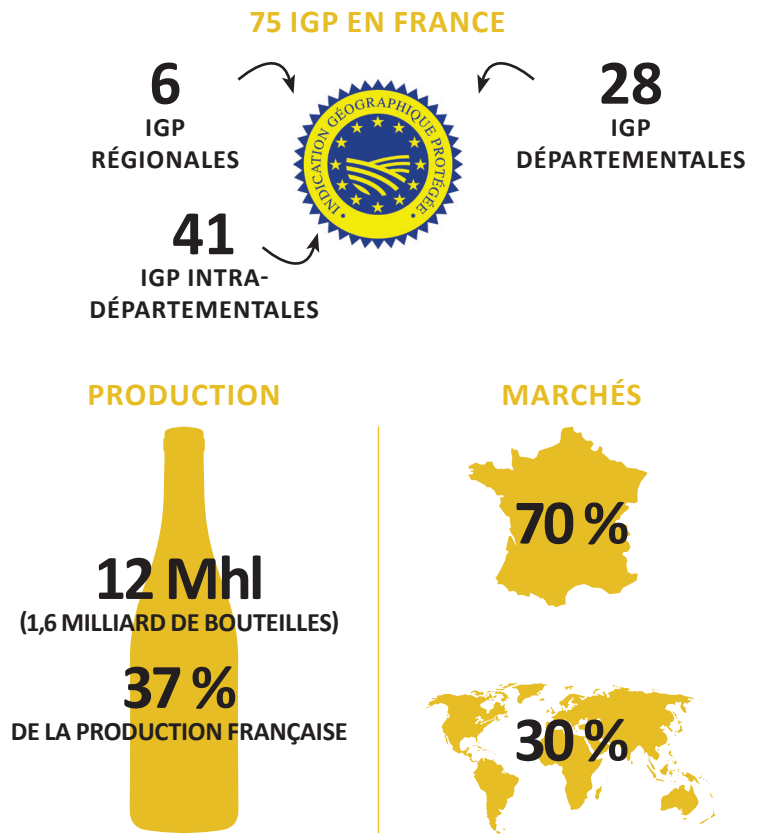 75 IGP EN FRANCE
6
IGP
RÉGIONALES
28
IGP
DÉPARTEMENTALES
INDICATION GÉOGRAPHIQUE PROTÉGÉE
41
IGP INTRA-
DÉPARTEMENTALES
PRODUCTION
12 Mhl
(1,6 MILLIARD DE BOUTEILLES)
37 %
DE LA PRODUCTION FRANÇAISE
MARCHÉS
70 %
30 %